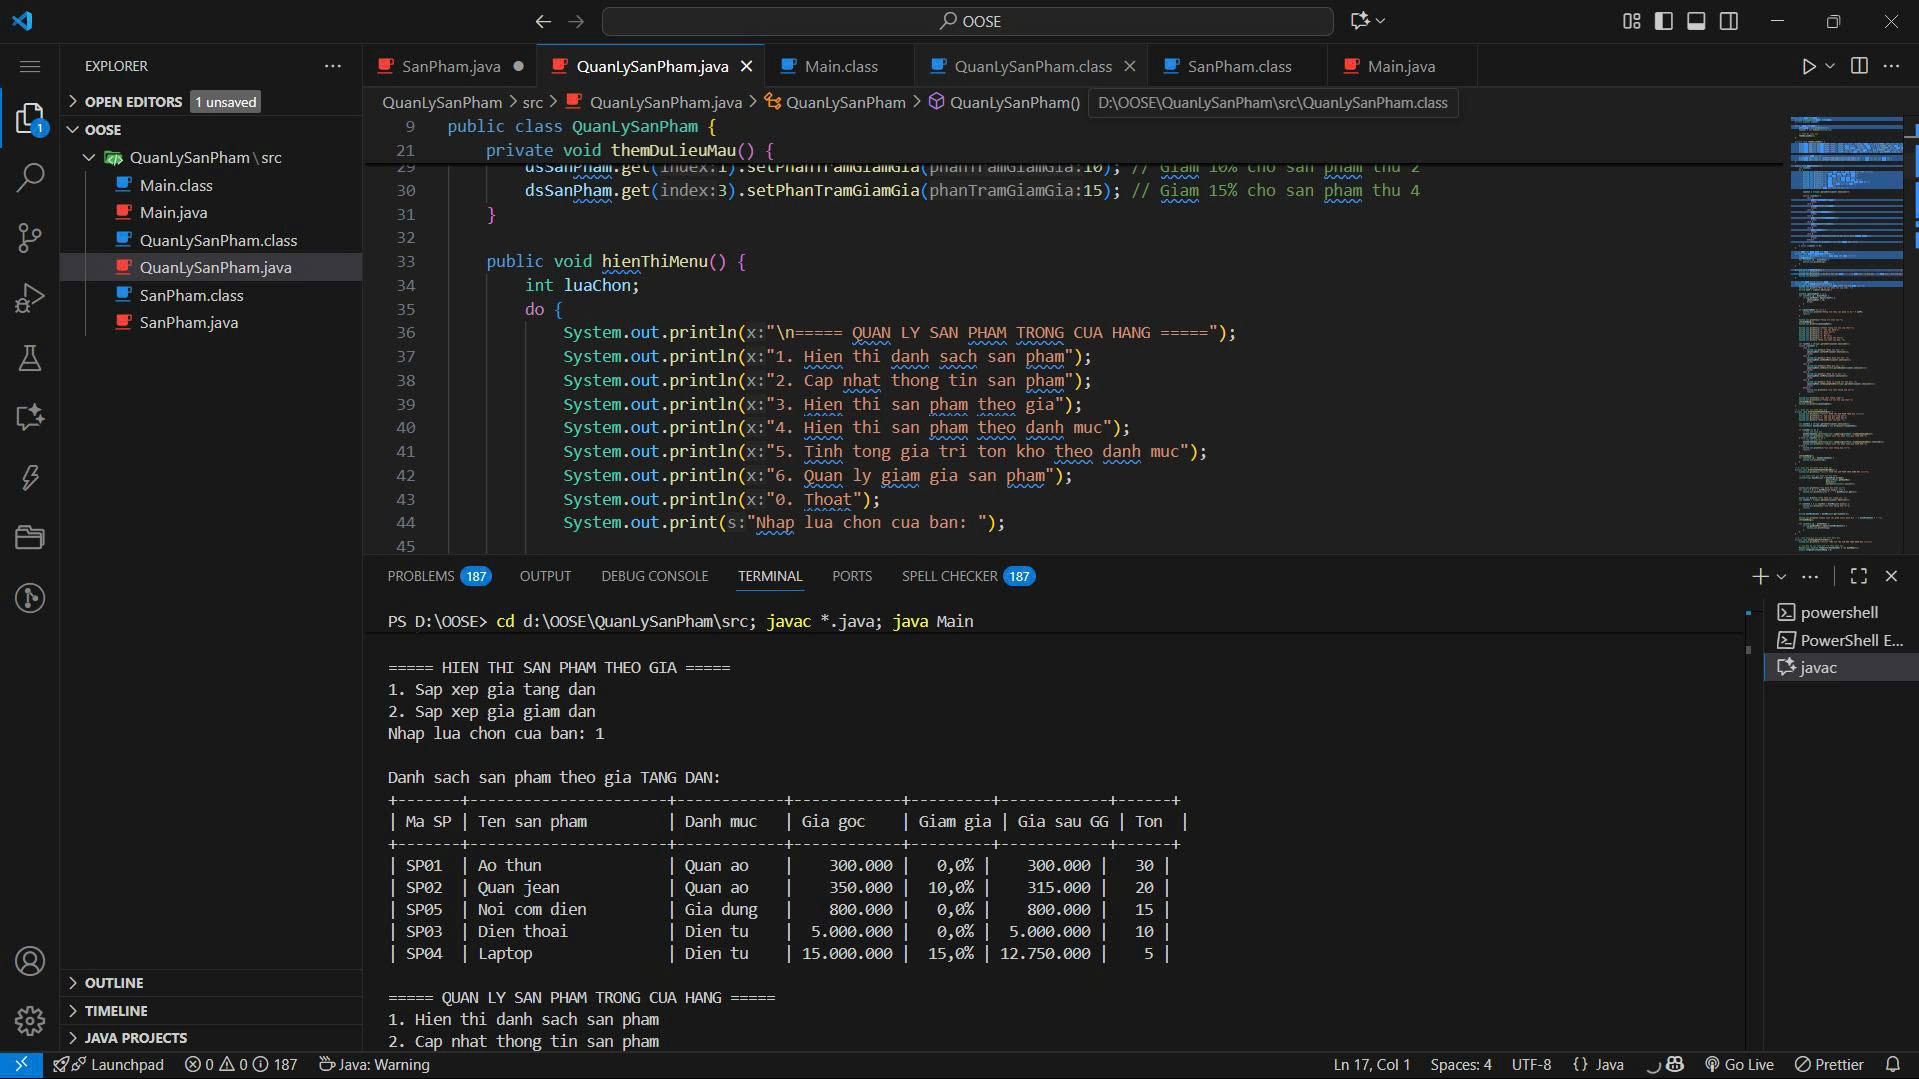 OOSE
EXPLORER
OPEN EDITORS 1 unsaved
OOSE
QuanLySanPham \ src
Main.class
Main.java
QuanLySanPham.class
QuanLySanPham.java
SanPham.class
SanPham.java
OUTLINE
TIMELINE
JAVA PROJECTS
1
SanPham.java
QuanLySanPham.java
Main.class
QuanLySanPham.class
SanPham.class
Main.java
QuanLySanPham > src > QuanLySanPham.java > QuanLySanPham > QuanLySanPham()
D:\OOSE\QuanLySanPham\src\QuanLySanPham.class
9 public class QuanLySanPham {
21 private void themDuLieuMau() {
29 dsSanPham.get(index:1).setPhanTramGiamGia(phanTramGiamGia:10); // Giam 10% cho san pham thu 2
30 dsSanPham.get(index:3).setPhanTramGiamGia(phanTramGiamGia:15); // Giam 15% cho san pham thu 4
31 }
32
33 public void hienThiMenu() {
34 int luaChon;
35 do {
36 System.out.println(x:"\n===== QUAN LY SAN PHAM TRONG CUA HANG =====");
37 System.out.println(x:"1. Hien thi danh sach san pham");
38 System.out.println(x:"2. Cap nhat thong tin san pham");
39 System.out.println(x:"3. Hien thi san pham theo gia");
40 System.out.println(x:"4. Hien thi san pham theo danh muc");
41 System.out.println(x:"5. Tinh tong gia tri ton kho theo danh muc");
42 System.out.println(x:"6. Quan ly giam gia san pham");
43 System.out.println(x:"0. Thoat");
44 System.out.print(s:"Nhap lua chon cua ban: ");
45
PROBLEMS 187 OUTPUT DEBUG CONSOLE TERMINAL PORTS SPELL CHECKER 187
PS D:\OOSE> cd d:\OOSE\QuanLySanPham\src; javac *.java; java Main
===== HIEN THI SAN PHAM THEO GIA =====
1. Sap xep gia tang dan
2. Sap xep gia giam dan
Nhap lua chon cua ban: 1
Danh sach san pham theo gia TANG DAN:
+-------+----------------------+------------+------------+---------+------------+------+
| Ma SP | Ten san pham | Danh muc | Gia goc | Giam gia | Gia sau GG | Ton |
+-------+----------------------+------------+------------+---------+------------+------+
| SP01 | Ao thun | Quan ao | 300.000 | 0,0% | 300.000 | 30 |
| SP02 | Quan jean | Quan ao | 350.000 | 10,0% | 315.000 | 20 |
| SP05 | Noi com dien | Gia dung | 800.000 | 0,0% | 800.000 | 15 |
| SP03 | Dien thoai | Dien tu | 5.000.000 | 0,0% | 5.000.000 | 10 |
| SP04 | Laptop | Dien tu | 15.000.000 | 15,0% | 12.750.000 | 5 |
===== QUAN LY SAN PHAM TRONG CUA HANG =====
1. Hien thi danh sach san pham
2. Cap nhat thong tin san pham
powershell
PowerShell E...
javac
Launchpad 0 0 187 Java: Warning
Ln 17, Col 1 Spaces: 4 UTF-8 {} Java Go Live Prettier